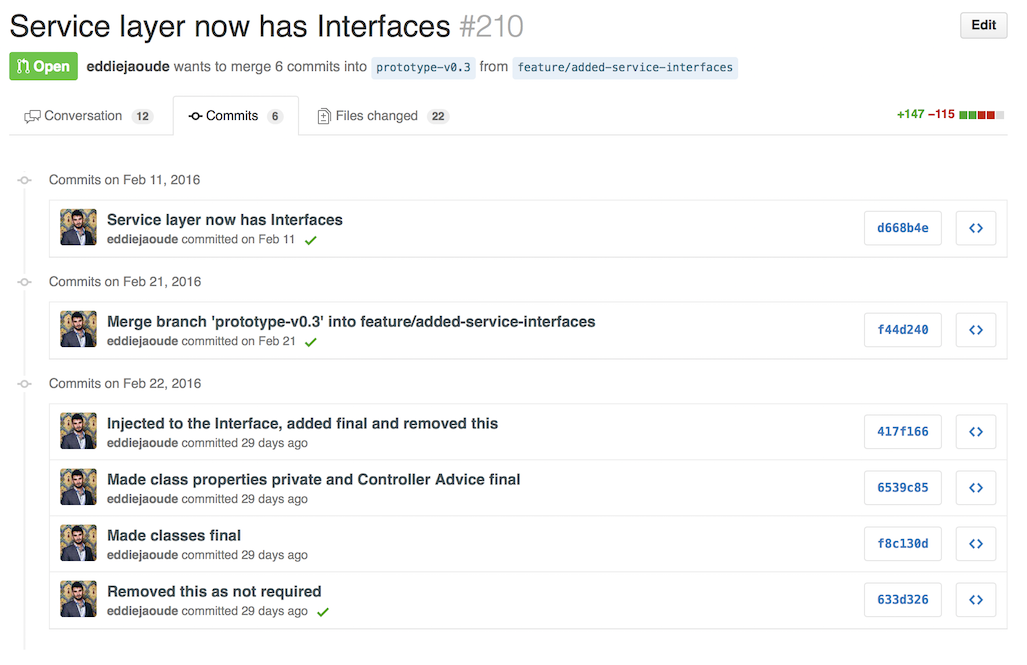 Service layer now has Interfaces #210
Edit
Open eddiejaoude wants to merge 6 commits into prototype-v0.3 from feature/added-service-interfaces
Conversation 12 Commits 6 Files changed 22 +147 −115
Commits on Feb 11, 2016
Service layer now has Interfaces
eddiejaoude committed on Feb 11
d668b4e
Commits on Feb 21, 2016
Merge branch 'prototype-v0.3' into feature/added-service-interfaces
eddiejaoude committed on Feb 21
f44d240
Commits on Feb 22, 2016
Injected to the Interface, added final and removed this
eddiejaoude committed 29 days ago
417f166
Made class properties private and Controller Advice final
eddiejaoude committed 29 days ago
6539c85
Made classes final
eddiejaoude committed 29 days ago
f8c130d
Removed this as not required
eddiejaoude committed 29 days ago
633d326